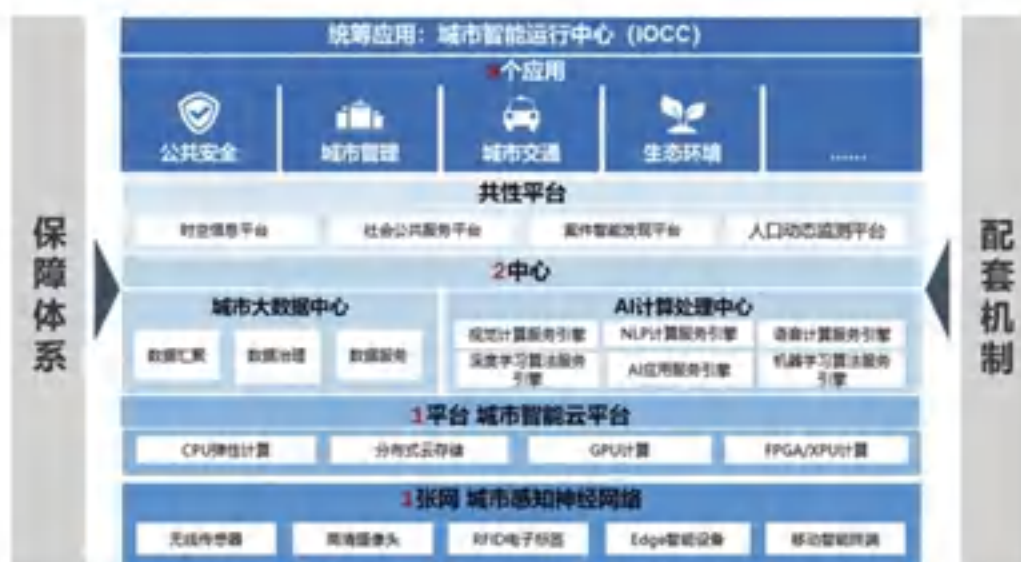 统筹应用：城市智能运行中心（IOCC）
个应用
公共安全
城市管理
城市交通
生态环境
……
共性平台
时空信息平台
社会公共服务平台
案件智能发现平台
人口动态监测平台
2中心
城市大数据中心
数据汇聚
数据治理
数据服务
AI计算处理中心
视觉计算服务引擎
NLP计算服务引擎
语音计算服务引擎
深度学习算法服务
引擎
AI应用服务引擎
机器学习算法服务
引擎
1平台 城市智能云平台
CPU弹性计算
分布式云存储
GPU计算
FPGA/XPU计算
1张网 城市感知神经网络
无线传感器
高清摄像头
RFID电子标签
Edge智能设备
移动智能终端
保障体系
配套机制